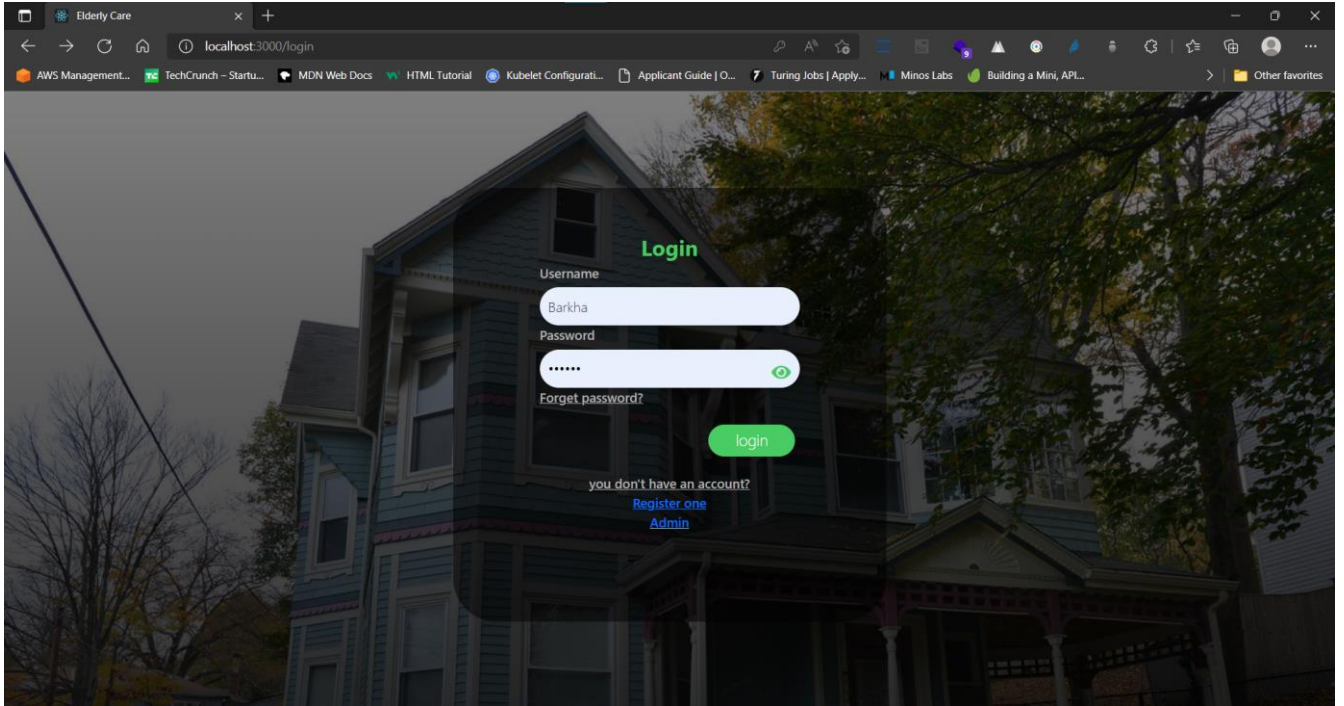 Elderly Care
localhost:3000/login
9
AWS Management... TC TechCrunch – Startu... MDN Web Docs HTML Tutorial Kubelet Configurati... Applicant Guide | O... Turing Jobs | Apply... Minos Labs Building a Mini, API... Other favorites
Login
Username
Barkha
Password
••••••
Forget password?
login
you don't have an account?
Register one
Admin